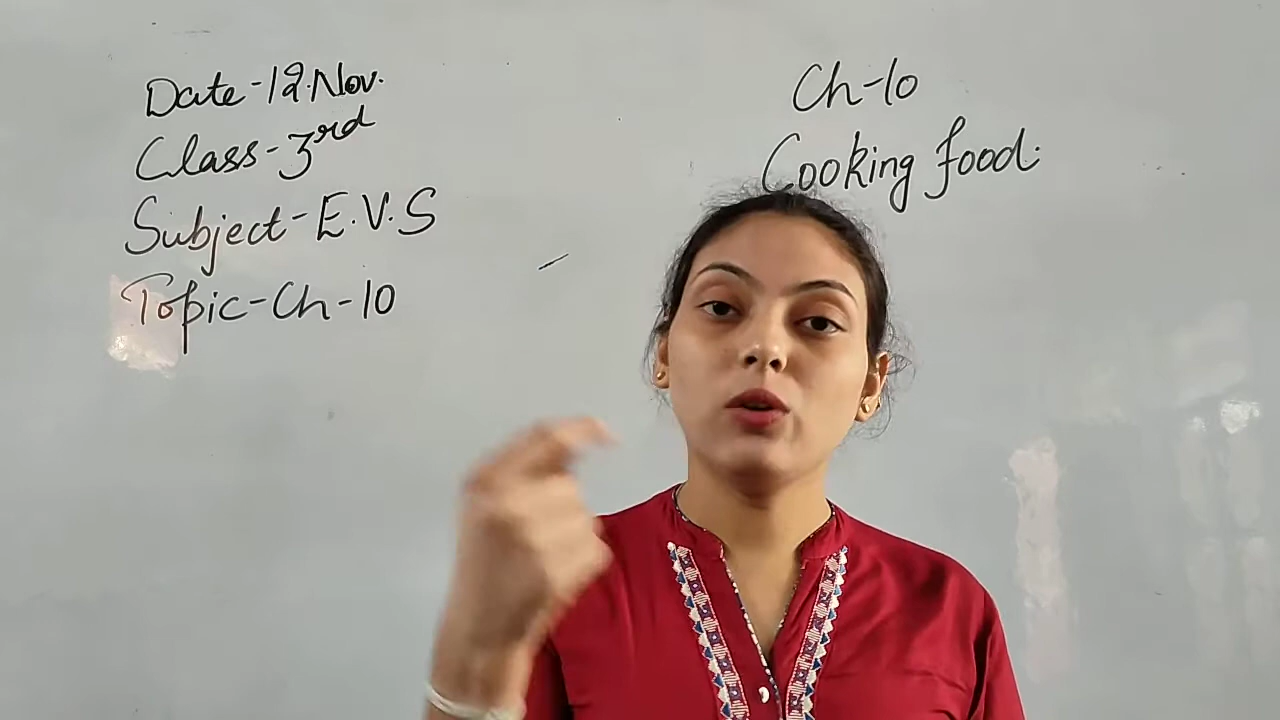 Date-12.Nov.
Class-3rd
Subject-E.V.S
Topic-Ch-10
Ch-10
Cooking food.